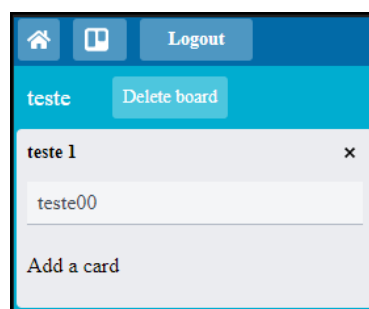 Logout
teste Delete board
teste 1 ×
teste00
Add a card